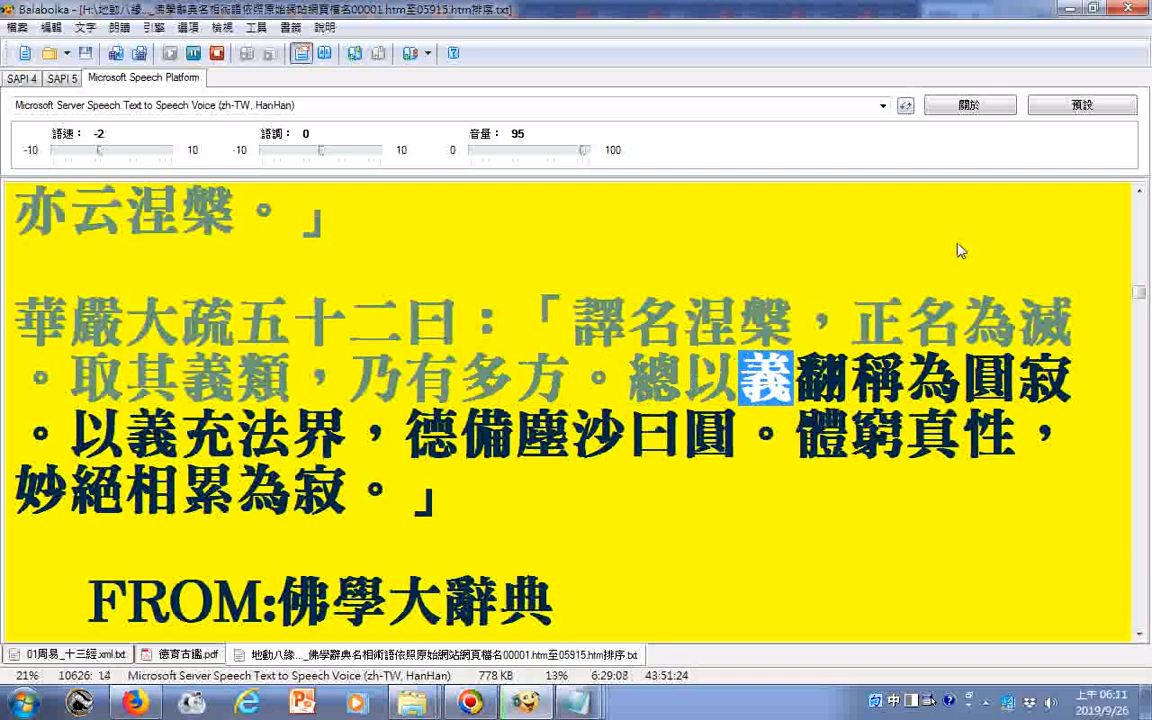 Balabolka - [H:\地動八緣..._佛學辭典名相術語依照原始網站網頁檔名00001.htm至05915.htm排序.txt]
檔案 編輯 文字 朗讀 引擎 選項 檢視 工具 書籤 說明
SAPI 4 SAPI 5 Microsoft Speech Platform
Microsoft Server Speech Text to Speech Voice (zh-TW, HanHan) 關於 預設
語速: -2 語調: 0 音量: 95
-10 10 -10 10 0 100
亦云涅槃。」
華嚴大疏五十二曰:「譯名涅槃,正名為滅
。取其義類,乃有多方。總以義翻稱為圓寂
。以義充法界,德備塵沙曰圓。體窮真性,
妙絕相累為寂。」
FROM:佛學大辭典
01周易_十三經.xml.txt 德育古鑑.pdf 地動八緣..._佛學辭典名相術語依照原始網站網頁檔名00001.htm至05915.htm排序.txt
21% 10626: 14 Microsoft Server Speech Text to Speech Voice (zh-TW, HanHan) 778 KB 13% 6:29:08 43:51:24
中 上午 06:11
2019/9/26